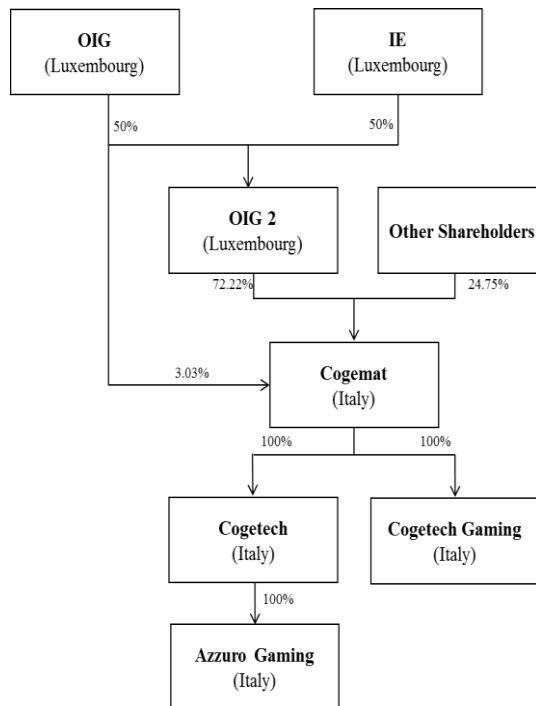 OIG
(Luxembourg)
IE
(Luxembourg)
50%
50%
OIG 2
(Luxembourg)
Other Shareholders
72.22%
24.75%
Cogemat
(Italy)
3.03%
100%
100%
Cogetech
(Italy)
Cogetech Gaming
(Italy)
100%
Azzuro Gaming
(Italy)